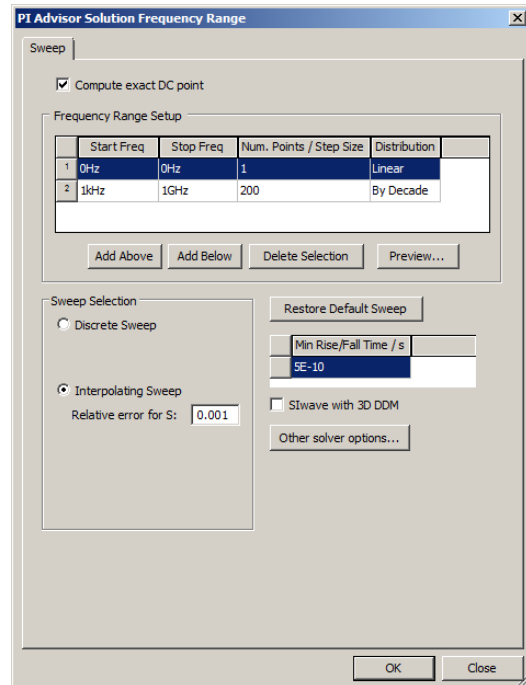 PI Advisor Solution Frequency Range
Sweep
Compute exact DC point
Frequency Range Setup
Start Freq Stop Freq Num. Points / Step Size Distribution
1 0Hz 0Hz 1 Linear
2 1kHz 1GHz 200 By Decade
Add Above Add Below Delete Selection Preview...
Sweep Selection
Discrete Sweep
Interpolating Sweep
Relative error for S: 0.001
Restore Default Sweep
Min Rise/Fall Time / s
5E-10
SIwave with 3D DDM
Other solver options...
OK Close